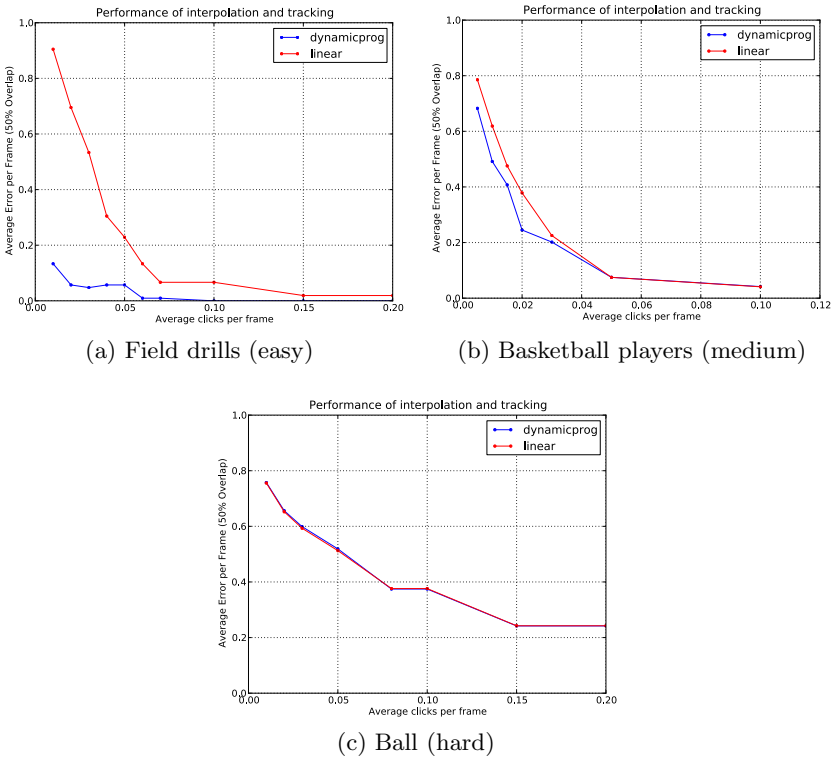 Performance of interpolation and tracking
dynamicprog
linear
Average Error per Frame (50% Overlap)
1.0
0.8
0.6
0.4
0.2
0.0
0.00 0.05 0.10 0.15 0.20
Average clicks per frame
(a) Field drills (easy)
Performance of interpolation and tracking
dynamicprog
linear
Average Error per Frame (50% Overlap)
1.0
0.8
0.6
0.4
0.2
0.0
0.00 0.02 0.04 0.06 0.08 0.10 0.12
Average clicks per frame
(b) Basketball players (medium)
Performance of interpolation and tracking
dynamicprog
linear
Average Error per Frame (50% Overlap)
1.0
0.8
0.6
0.4
0.2
0.0
0.00 0.05 0.10 0.15 0.20
Average clicks per frame
(c) Ball (hard)